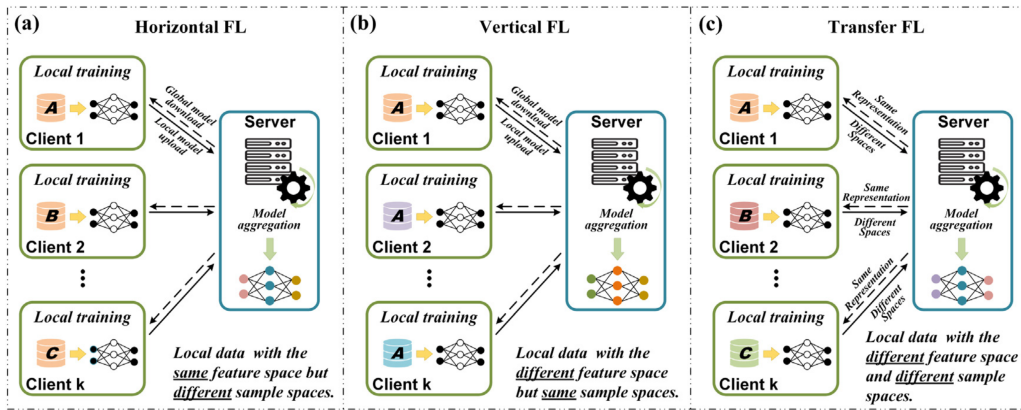 (a)
Horizontal FL
Local training
A
Client 1
Global model
download
Local model
upload
Local training
B
Client 2
Local training
C
Client k
Server
Model
aggregation
Local data with the
same feature space but
different sample spaces.
(b)
Vertical FL
Local training
A
Client 1
Global model
download
Local model
upload
Local training
A
Client 2
Local training
A
Client k
Server
Model
aggregation
Local data with the
different feature space
but same sample spaces.
(c)
Transfer FL
Local training
A
Client 1
Same
Representation
Different
Spaces
Local training
B
Client 2
Same
Representation
Different
Spaces
Local training
C
Client k
Same
Representation
Different
Spaces
Server
Model
aggregation
Local data with the
different feature space
and different sample
spaces.